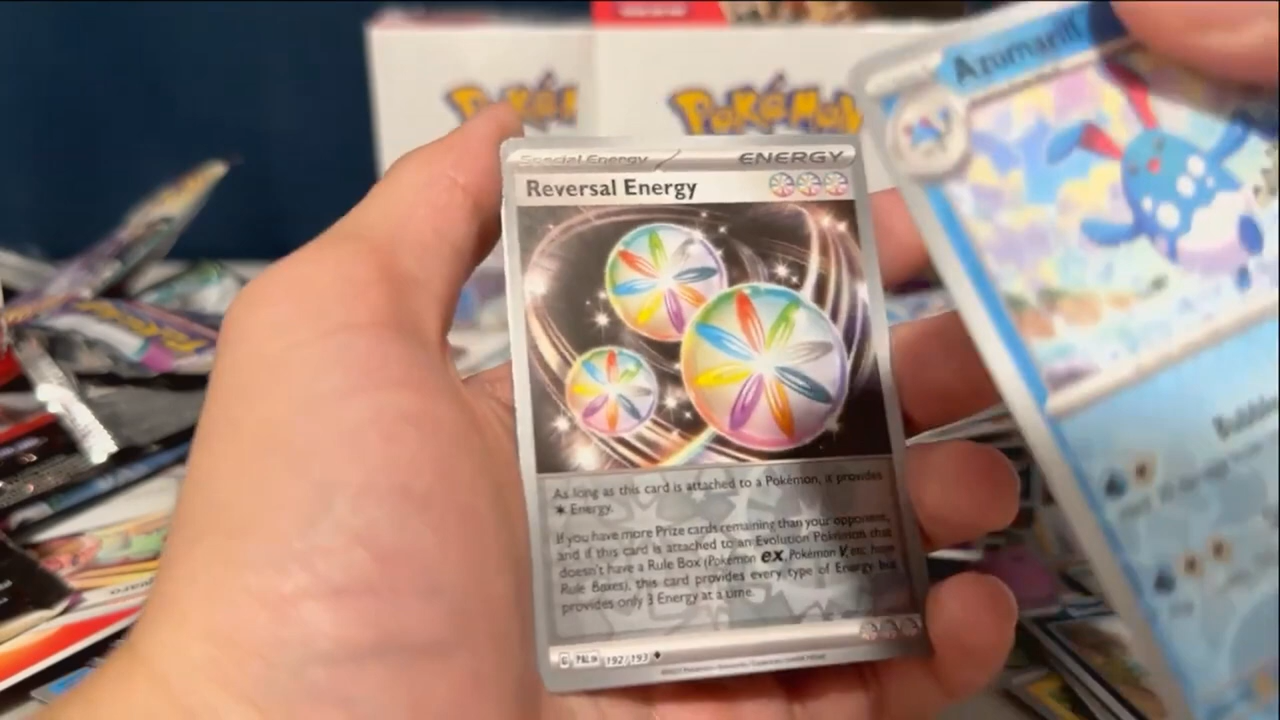 POKéM
POKéMON
Azumarill
Special Energy
ENERGY
Reversal Energy
As long as this card is attached to a Pokémon, it provides
Energy.
If you have more Prize cards remaining than your opponent,
and if this card is attached to an Evolution Pokémon that
doesn't have a Rule Box (Pokémon ex, Pokémon V, etc. have
Rule Boxes), this card provides every type of Energy but
provides only 3 Energy at a time.
G PAL EN 192/193